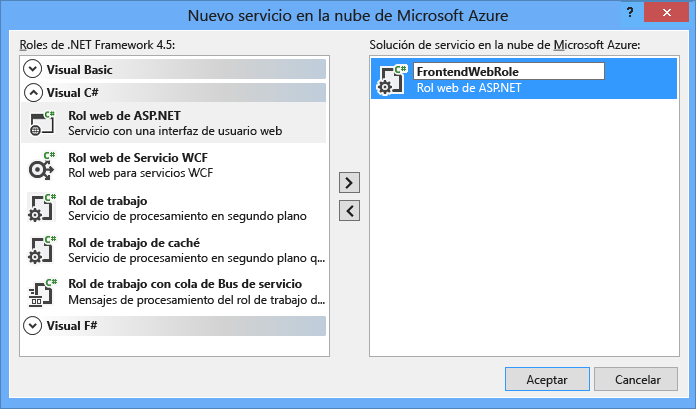 Nuevo servicio en la nube de Microsoft Azure
?
Roles de .NET Framework 4.5:
Visual Basic
Visual C#
C#
Rol web de ASP.NET
Servicio con una interfaz de usuario web
C#
Rol web de Servicio WCF
Rol web para servicios WCF
C#
Rol de trabajo
Servicio de procesamiento en segundo plano
C#
Rol de trabajo de caché
Servicio de procesamiento en segundo plano q...
C#
Rol de trabajo con cola de Bus de servicio
Mensajes de procesamiento del rol de trabajo d...
Visual F#
Solución de servicio en la nube de Microsoft Azure:
C#
FrontendWebRole
Rol web de ASP.NET
Aceptar
Cancelar